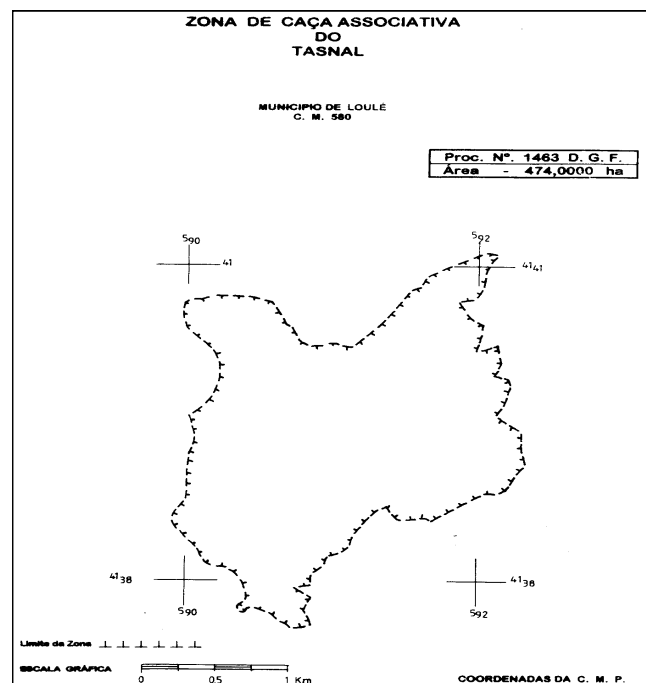 ZONA DE CAÇA ASSOCIATIVA
DO
TASNAL
MUNICIPIO DE LOULÉ
C. M. 580
Proc. Nº. 1463 D. G. F.
Área - 474,0000 ha
590
592
41
4141
4138
4138
590
592
Limite da Zona
ESCALA GRÁFICA
0 0.5 1 Km
COORDENADAS DA C. M. P.